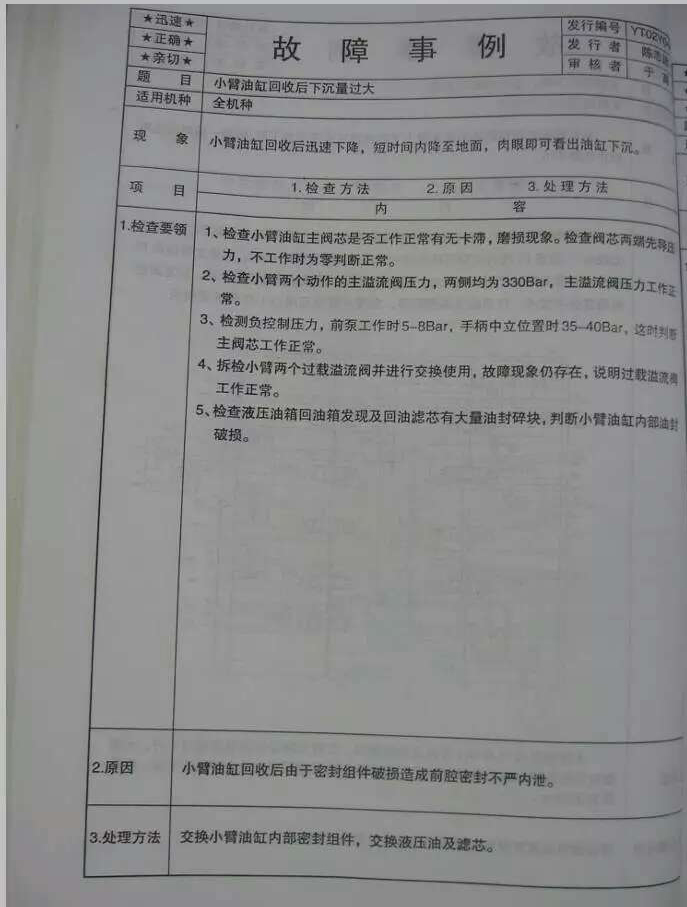 ★迅速★
★正确★
★亲切★
故障事例
发行编号 YT02Y04
发行者 陈志
审核者 于
题目 小臂油缸回收后下沉量过大
适用机种 全机种
现象 小臂油缸回收后迅速下降，短时间内降至地面，肉眼即可看出油缸下沉。
项目 1.检查方法 2.原因 3.处理方法
内容
1.检查要领
1、检查小臂油缸主阀芯是否工作正常有无卡滞，磨损现象。检查阀芯两端先导压
力，不工作时为零判断正常。
2、检查小臂两个动作的主溢流阀压力，两侧均为330Bar，主溢流阀压力工作正
常。
3、检测负控制压力，前泵工作时5–8Bar，手柄中立位置时35–40Bar，这时判断
主阀芯工作正常。
4、拆检小臂两个过载溢流阀并进行交换使用，故障现象仍存在，说明过载溢流阀
工作正常。
5、检查液压油箱回油箱发现及回油滤芯有大量油封碎块，判断小臂油缸内部油封
破损。
2.原因 小臂油缸回收后由于密封组件破损造成前腔密封不严内泄。
3.处理方法 交换小臂油缸内部密封组件，交换液压油及滤芯。